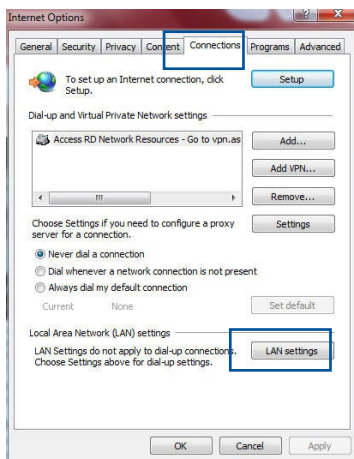 Internet Options
General Security Privacy Content Connections Programs Advanced
To set up an Internet connection, click
Setup.
Setup
Dial-up and Virtual Private Network settings
Access RD Network Resources - Go to vpn.as
Add...
Add VPN...
Remove...
Choose Settings if you need to configure a proxy
server for a connection.
Settings
Never dial a connection
Dial whenever a network connection is not present
Always dial my default connection
Current None
Set default
Local Area Network (LAN) settings
LAN Settings do not apply to dial-up connections.
Choose Settings above for dial-up settings.
LAN settings
OK Cancel Apply